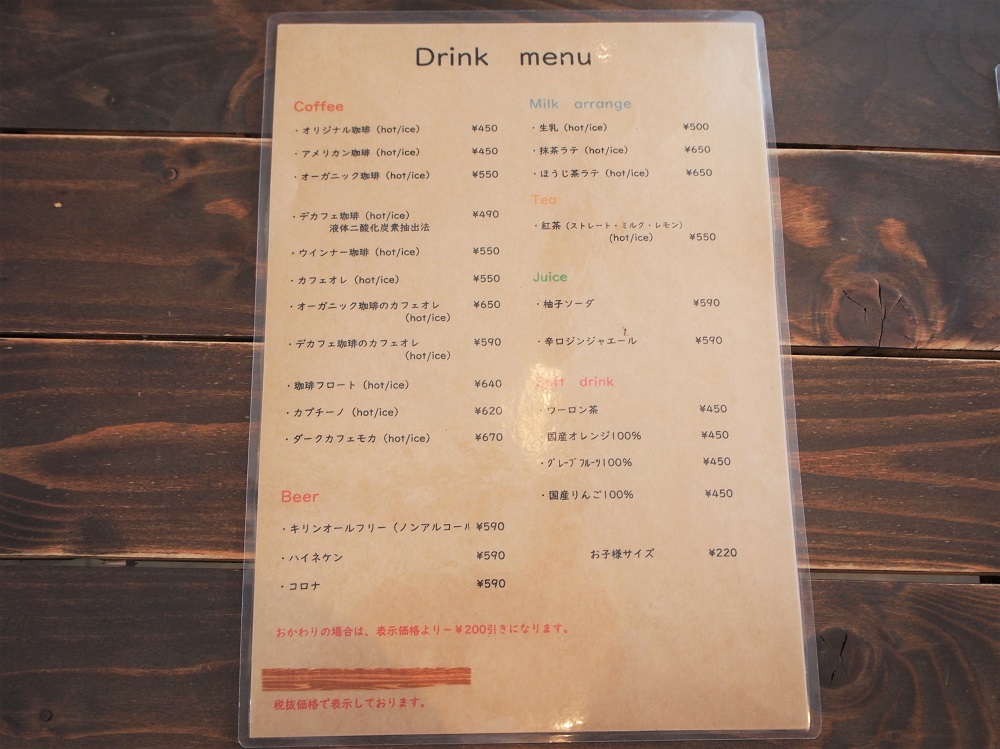 Drink menu
Coffee
・オリジナル珈琲 (hot/ice) ¥450
・アメリカン珈琲 (hot/ice) ¥450
・オーガニック珈琲 (hot/ice) ¥550
・デカフェ珈琲 (hot/ice) ¥490
液体二酸化炭素抽出法
・ウインナー珈琲 (hot/ice) ¥550
・カフェオレ (hot/ice) ¥550
・オーガニック珈琲のカフェオレ ¥650
(hot/ice)
・デカフェ珈琲のカフェオレ ¥590
(hot/ice)
・珈琲フロート (hot/ice) ¥640
・カプチーノ (hot/ice) ¥620
・ダークカフェモカ (hot/ice) ¥670
Beer
・キリンオールフリー（ノンアルコール ¥590
・ハイネケン ¥590
・コロナ ¥590
Milk arrange
・生乳 (hot/ice) ¥500
・抹茶ラテ (hot/ice) ¥650
・ほうじ茶ラテ (hot/ice) ¥650
Tea
・紅茶 (ストレート・ミルク・レモン)
(hot/ice) ¥550
Juice
・柚子ソーダ ¥590
・辛口ジンジャエール ¥590
Soft drink
・ウーロン茶 ¥450
・国産オレンジ100% ¥450
・ｸﾞﾚｰﾌﾟﾌﾙｰﾂ100% ¥450
・国産りんご100% ¥450
お子様サイズ ¥220
おかわりの場合は、表示価格より－¥200引きになります。
税抜価格で表示しております。